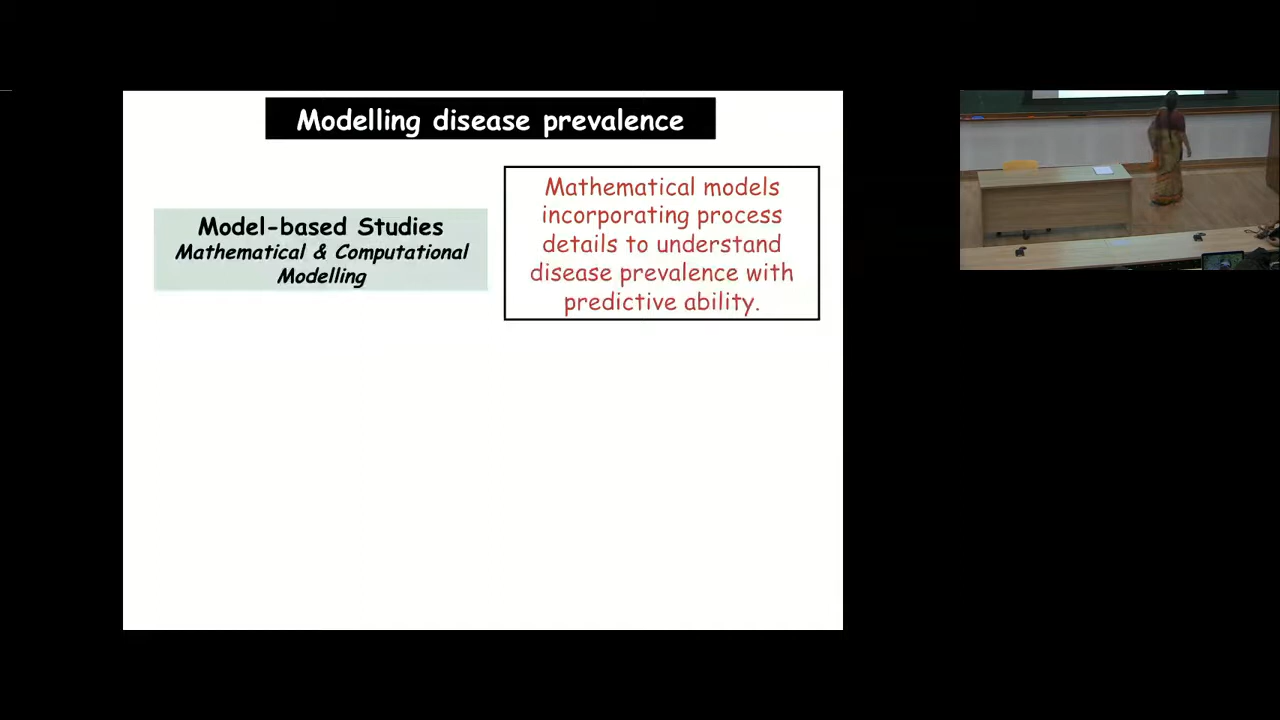 Modelling disease prevalence
Model-based Studies
Mathematical & Computational
Modelling
Mathematical models
incorporating process
details to understand
disease prevalence with
predictive ability.